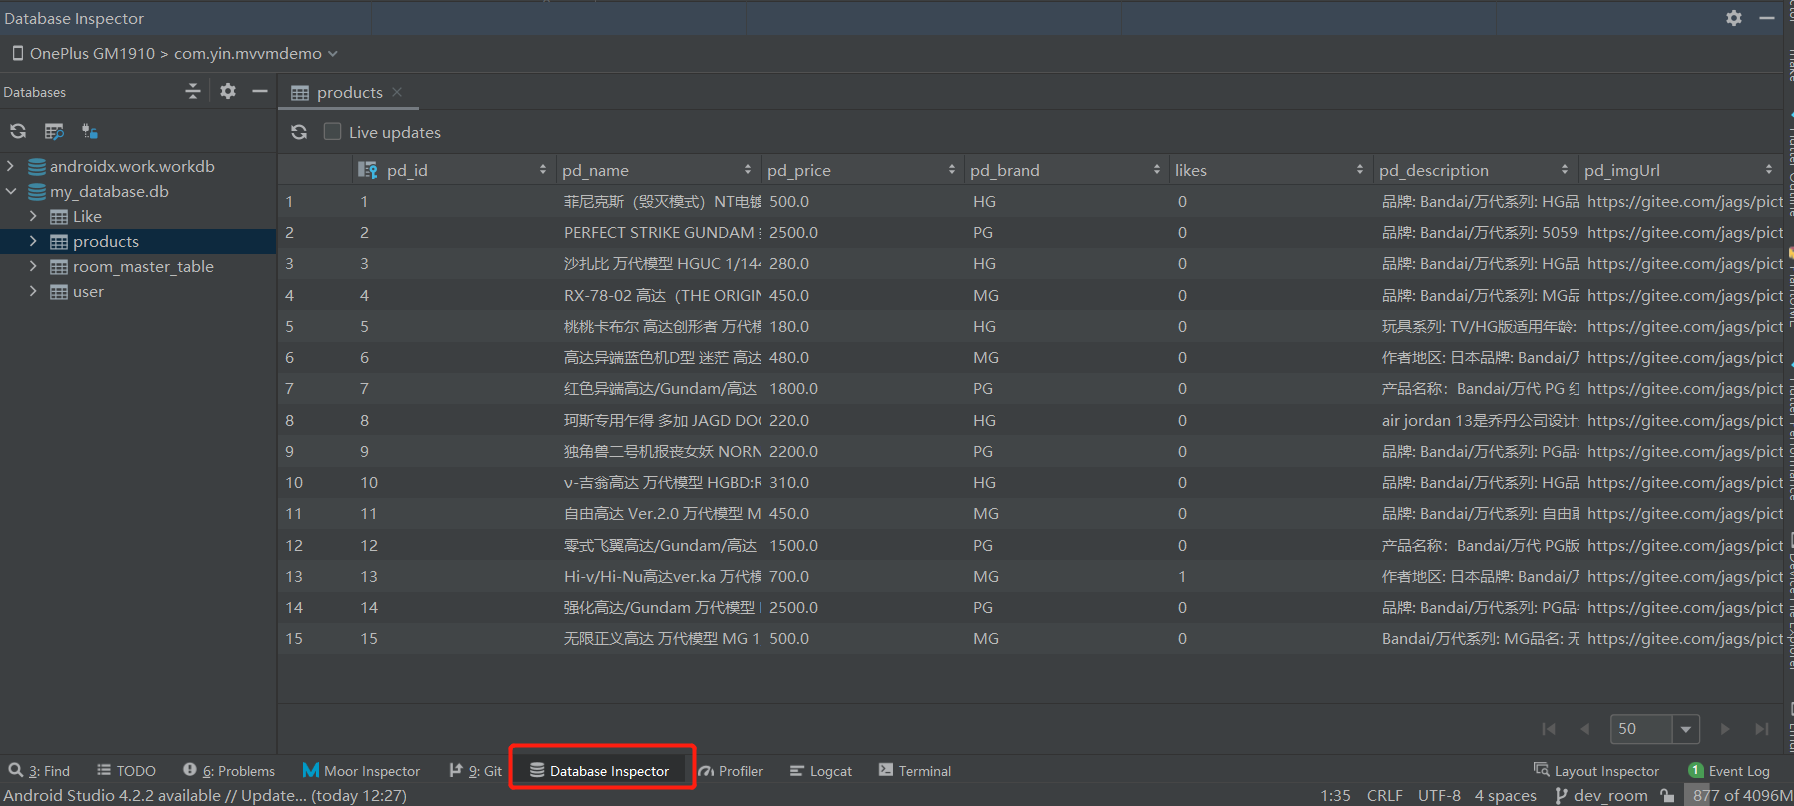 Database Inspector
OnePlus GM1910 > com.yin.mvvmdemo
Databases
products
Live updates
androidx.work.workdb
my_database.db
Like
products
room_master_table
user
pd_id pd_name pd_price pd_brand likes pd_description pd_imgUrl
1 1 菲尼克斯（毁灭模式）NT电镀 500.0 HG 0 品牌: Bandai/万代系列: HG品 https://gitee.com/jags/pict
2 2 PERFECT STRIKE GUNDAM 2500.0 PG 0 品牌: Bandai/万代系列: 5059 https://gitee.com/jags/pict
3 3 沙扎比 万代模型 HGUC 1/144 280.0 HG 0 品牌: Bandai/万代系列: HG品 https://gitee.com/jags/pict
4 4 RX-78-02 高达（THE ORIGIN 450.0 MG 0 品牌: Bandai/万代系列: MG品 https://gitee.com/jags/pict
5 5 桃桃卡布尔 高达创形者 万代模 180.0 HG 0 玩具系列: TV/HG版适用年龄: https://gitee.com/jags/pict
6 6 高达异端蓝色机D型 迷茫 高达 480.0 MG 0 作者地区: 日本品牌: Bandai/万 https://gitee.com/jags/pict
7 7 红色异端高达/Gundam/高达 1800.0 PG 0 产品名称：Bandai/万代 PG 红 https://gitee.com/jags/pict
8 8 珂斯专用乍得 多加 JAGD DOG 220.0 HG 0 air jordan 13是乔丹公司设计 https://gitee.com/jags/pict
9 9 独角兽二号机报丧女妖 NORN 2200.0 PG 0 品牌: Bandai/万代系列: PG品 https://gitee.com/jags/pict
10 10 ν-吉翁高达 万代模型 HGBD:R 310.0 HG 0 品牌: Bandai/万代系列: HG品 https://gitee.com/jags/pict
11 11 自由高达 Ver.2.0 万代模型 M 450.0 MG 0 品牌: Bandai/万代系列: 自由 https://gitee.com/jags/pict
12 12 零式飞翼高达/Gundam/高达 1500.0 PG 0 产品名称：Bandai/万代 PG版 https://gitee.com/jags/pict
13 13 Hi-v/Hi-Nu高达ver.ka 万代模 700.0 MG 1 作者地区: 日本品牌: Bandai/万 https://gitee.com/jags/pict
14 14 强化高达/Gundam 万代模型 2500.0 PG 0 品牌: Bandai/万代系列: PG品 https://gitee.com/jags/pict
15 15 无限正义高达 万代模型 MG 1 500.0 MG 0 Bandai/万代系列: MG品名: 无 https://gitee.com/jags/pict
50
3: Find TODO 6: Problems Moor Inspector 9: Git Database Inspector Profiler Logcat Terminal Layout Inspector 1 Event Log
Android Studio 4.2.2 available // Update... (today 12:27) 1:35 CRLF UTF-8 4 spaces dev_room 877 of 4096M